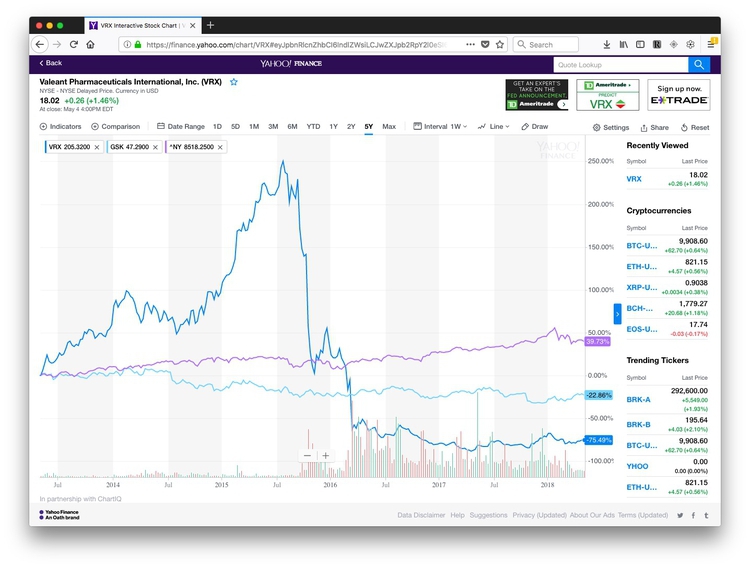 VRX Interactive Stock Chart |
https://finance.yahoo.com/chart/VRX#
Search
Back
YAHOO! FINANCE
Quote Lookup
Valeant Pharmaceuticals International, Inc. (VRX)
NYSE - NYSE Delayed Price. Currency in USD
18.02 +0.26 (+1.46%)
At close: May 4 4:00PM EDT
GET AN EXPERT'S
TAKE ON THE
FED ANNOUNCEMENT.
TD Ameritrade
TD Ameritrade
PREDICT
VRX
Sign up now.
E*TRADE
Indicators Comparison Date Range 1D 5D 1M 3M 6M YTD 1Y 2Y 5Y Max Interval 1W Line Draw Settings Share Reset
VRX 205.3200 GSK 47.2900 ^NY 8518.2500
YAHOO!
FINANCE
250.00%
200.00%
150.00%
100.00%
50.00%
39.73%
0.00%
-22.86%
-50.00%
-75.49%
-100.00%
Jul 2014 Jul 2015 Jul 2016 Jul 2017 Jul 2018
In partnership with ChartIQ
Recently Viewed
Symbol Last Price
VRX 18.02
+0.26 (+1.46%)
Cryptocurrencies
Symbol Last Price
BTC-U... 9,908.60
+62.70 (+0.64%)
ETH-U... 821.15
+4.57 (+0.56%)
XRP-U... 0.9038
+0.0034 (+0.38%)
BCH-... 1,779.27
+20.68 (+1.18%)
EOS-U... 17.74
-0.03 (-0.17%)
Trending Tickers
Symbol Last Price
BRK-A 292,600.00
+5,549.00
(+1.93%)
BRK-B 195.64
+4.03 (+2.10%)
BTC-U... 9,908.60
+62.70 (+0.64%)
YHOO 0.00
0.00 (0.00%)
ETH-U... 821.15
+4.57 (+0.56%)
Yahoo Finance
An Oath brand
Data Disclaimer Help Suggestions Privacy (Updated) About Our Ads Terms (Updated)